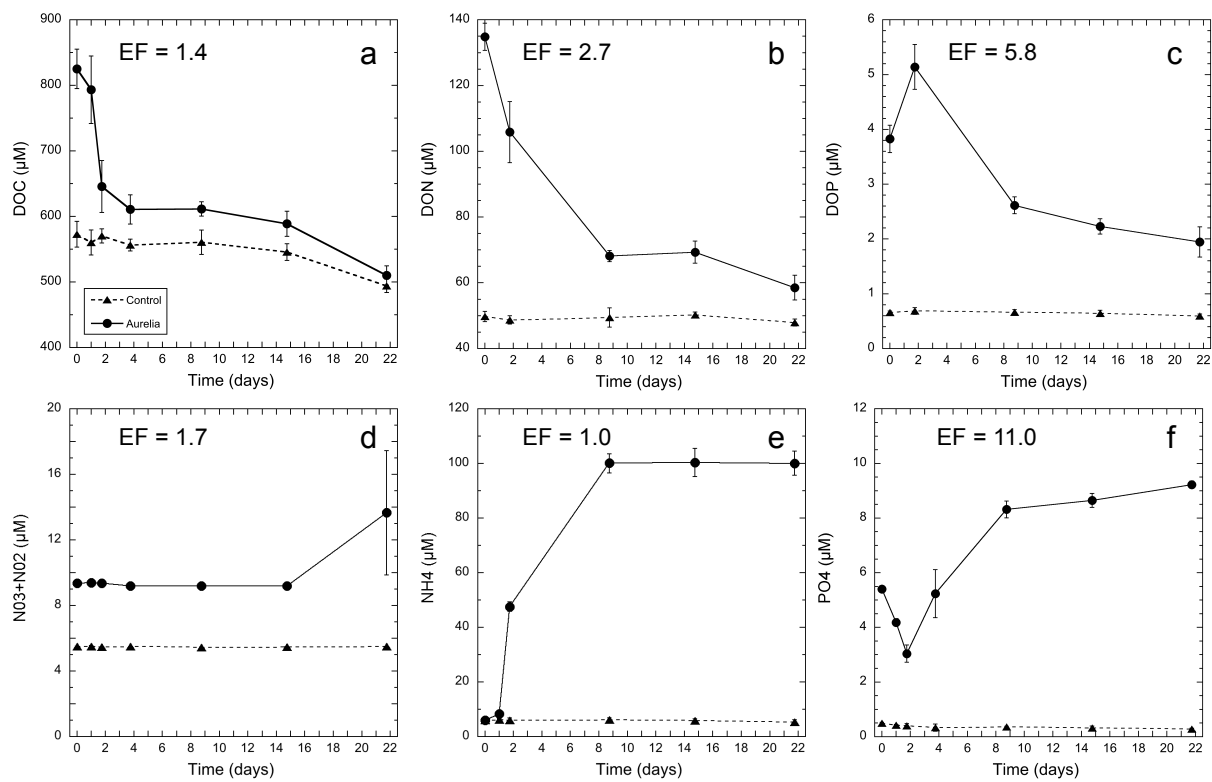 EF = 1.4
a
900
800
700
600
500
400
DOC (µM)
Control
Aurelia
0 2 4 6 8 10 12 14 16 18 20 22
Time (days)
EF = 2.7
b
140
120
100
80
60
40
DON (µM)
0 2 4 6 8 10 12 14 16 18 20 22
Time (days)
EF = 5.8
c
6
5
4
3
2
1
0
DOP (µM)
0 2 4 6 8 10 12 14 16 18 20 22
Time (days)
EF = 1.7
d
20
16
12
8
4
0
N03+N02 (µM)
0 2 4 6 8 10 12 14 16 18 20 22
Time (days)
EF = 1.0
e
120
100
80
60
40
20
0
NH4 (µM)
0 2 4 6 8 10 12 14 16 18 20 22
Time (days)
EF = 11.0
f
12
10
8
6
4
2
0
PO4 (µM)
0 2 4 6 8 10 12 14 16 18 20 22
Time (days)